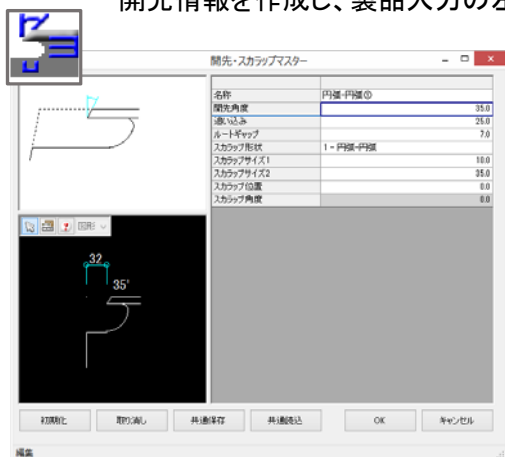 開先情報を作成し、製品入力の左
開先・スカラップマスター
名称 円弧-円弧①
開先角度 35.0
追い込み 25.0
ルートギャップ 7.0
スカラップ形状 1 - 円弧-円弧
スカラップサイズ1 10.0
スカラップサイズ2 35.0
スカラップ位置 0.0
スカラップ角度 0.0
32
35°
初期化 取り消し 共通保存 共通読込 OK キャンセル
編集